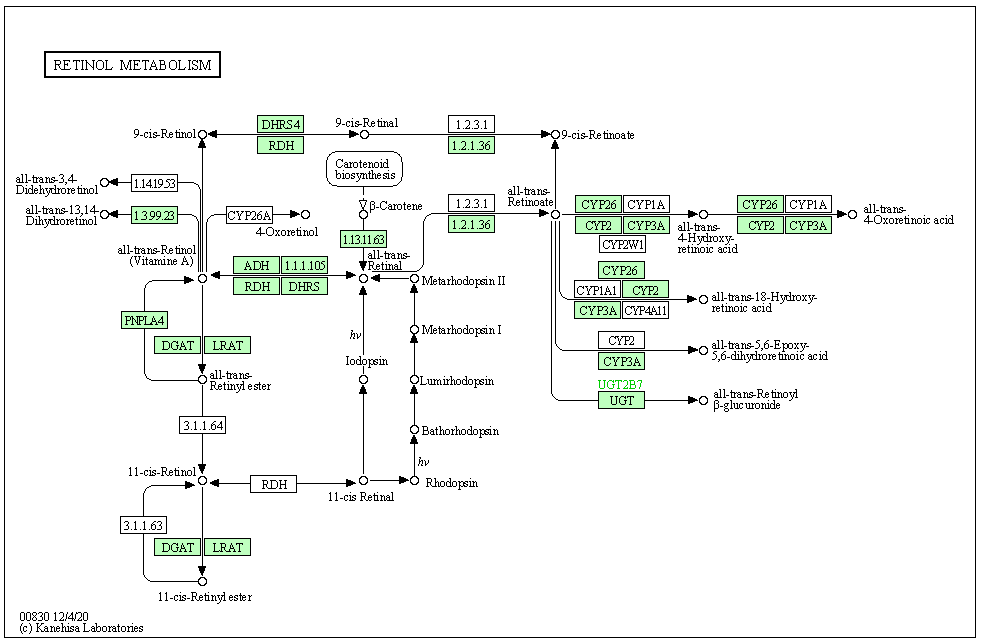 RETINOL METABOLISM
9-cis-Retinol
DHRS4
RDH
9-cis-Retinal
1.2.3.1
1.2.1.36
9-cis-Retinoate
Carotenoid
biosynthesis
all-trans-3,4-
Didehydroretinol
1.14.19.53
all-trans-13,14-
Dihydroretinol
1.3.99.23
CYP26A
4-Oxoretinol
β-Carotene
1.13.11.63
1.2.3.1
1.2.1.36
all-trans-
Retinoate
CYP26
CYP1A
CYP2
CYP3A
CYP2W1
all-trans-
4-Hydroxy-
retinoic acid
CYP26
CYP1A
CYP2
CYP3A
all-trans-
4-Oxoretinoic acid
all-trans-Retinol
(Vitamine A)
ADH
1.1.1.105
RDH
DHRS
all-trans-
Retinal
Metarhodopsin II
CYP26
CYP1A1
CYP2
CYP3A
CYP4A11
all-trans-18-Hydroxy-
retinoic acid
PNPLA4
DGAT
LRAT
hν
Iodopsin
Metarhodopsin I
CYP2
CYP3A
all-trans-5,6-Epoxy-
5,6-dihydroretinoic acid
all-trans-
Retinyl ester
Lumirhodopsin
UGT2B7
UGT
all-trans-Retinoyl
β-glucuronide
3.1.1.64
Bathorhodopsin
hν
11-cis-Retinol
RDH
11-cis Retinal
Rhodopsin
3.1.1.63
DGAT
LRAT
11-cis-Retinyl ester
00830 12/4/20
(c) Kanehisa Laboratories